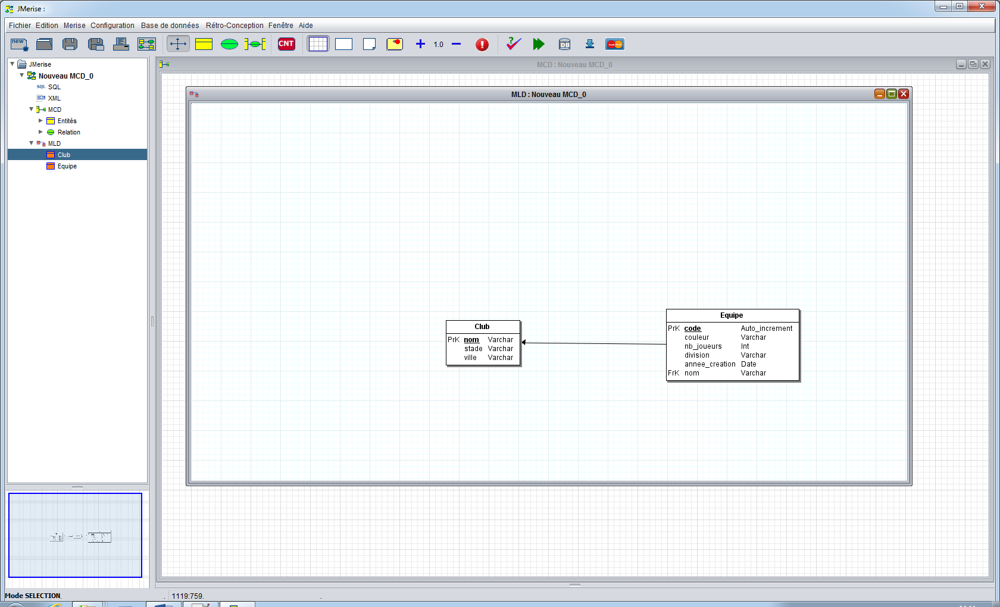 JMerise :
Fichier Edition Merise Configuration Base de données Rétro-Conception Fenêtre Aide
new CNT 1.0 DB
JMerise
Nouveau MCD_0
SQL SQL
XML
MCD
Entités
Relation
MLD
Club
Equipe
MCD : Nouveau MCD_0
MLD : Nouveau MCD_0
Club
PrK nom Varchar
stade Varchar
ville Varchar
Equipe
PrK code Auto_increment
couleur Varchar
nb_joueurs Int
division Varchar
annee_creation Date
FrK nom Varchar
Mode SELECTION. . 1119:759. .